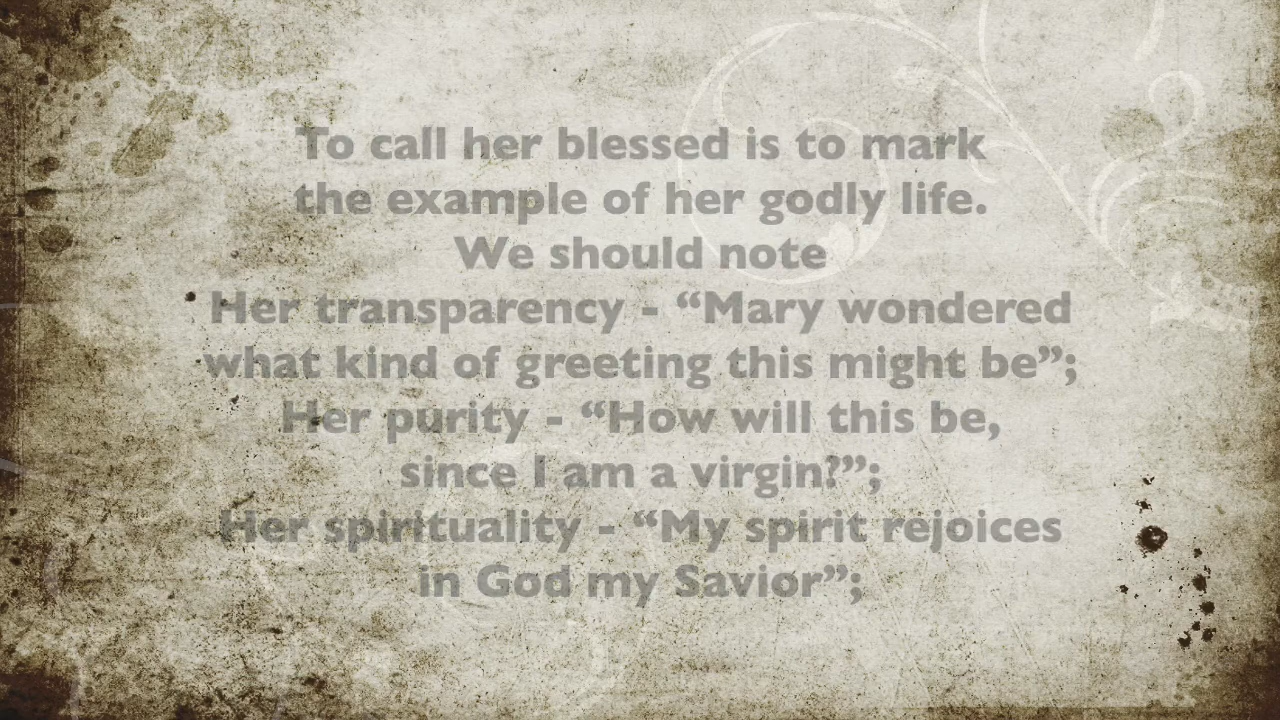 To call her blessed is to mark
the example of her godly life.
We should note
Her transparency - “Mary wondered
what kind of greeting this might be”;
Her purity - “How will this be,
since I am a virgin?”;
Her spirituality - “My spirit rejoices
in God my Savior”;